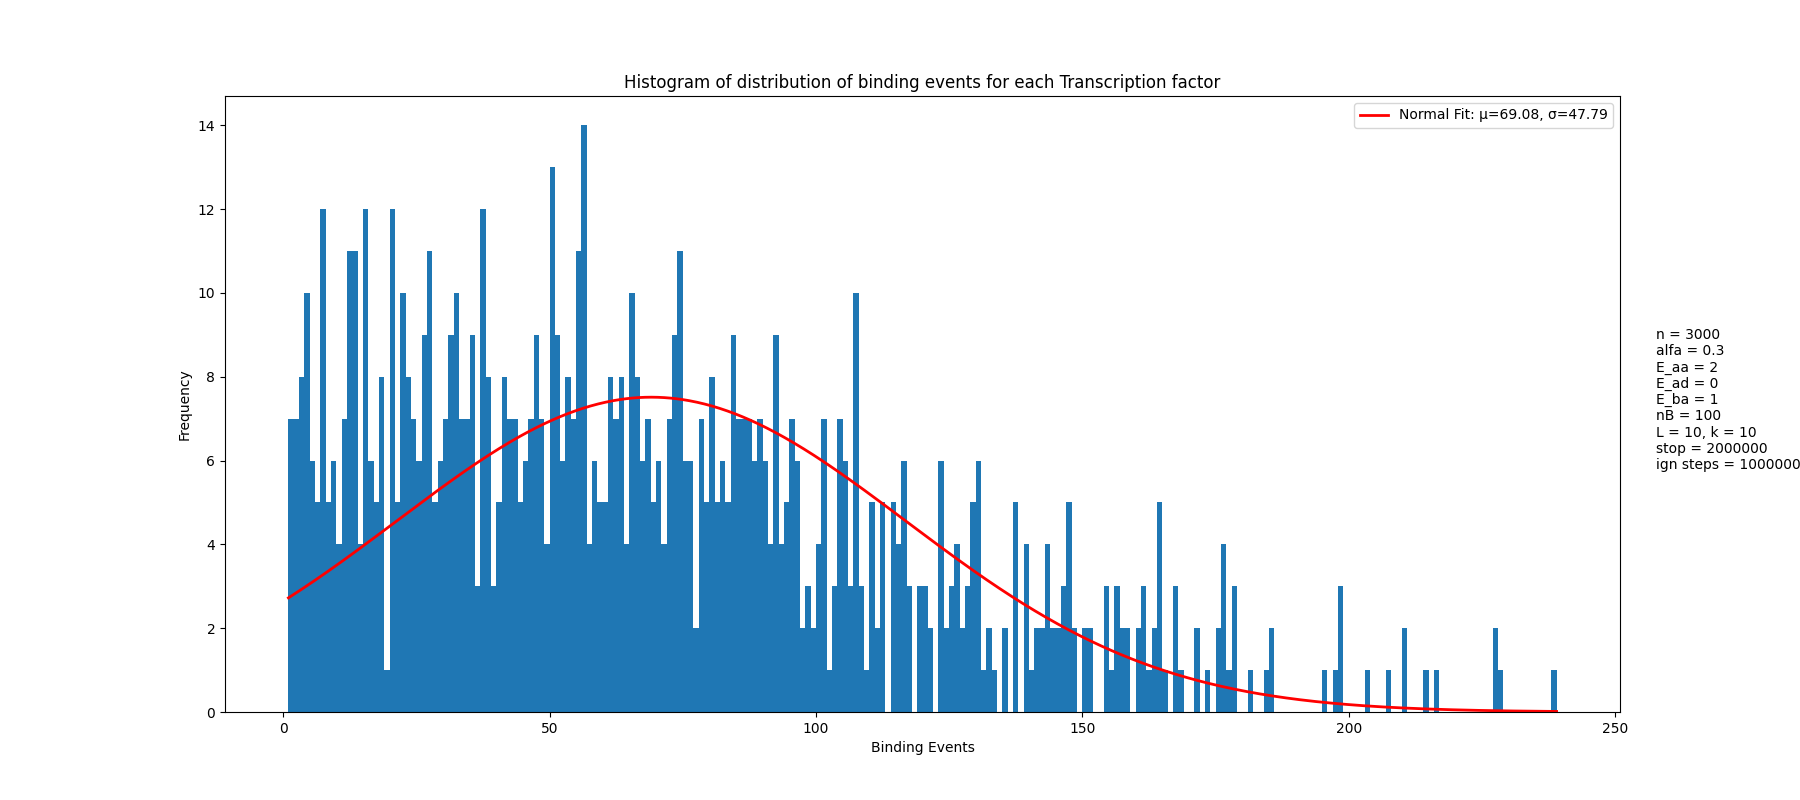 Histogram of distribution of binding events for each Transcription factor
Normal Fit: μ=69.08, σ=47.79
14
12
10
8
6
4
2
0
Frequency
0
50
100
150
200
250
Binding Events
n = 3000
alfa = 0.3
E_aa = 2
E_ad = 0
E_ba = 1
nB = 100
L = 10, k = 10
stop = 2000000
ign steps = 1000000